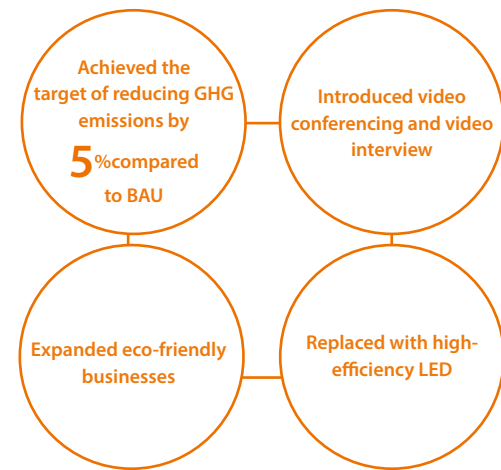 Achieved the
target of reducing GHG
emissions by
5%compared
to BAU
Introduced video
conferencing and video
interview
Expanded eco-friendly
businesses
Replaced with high-
efficiency LED